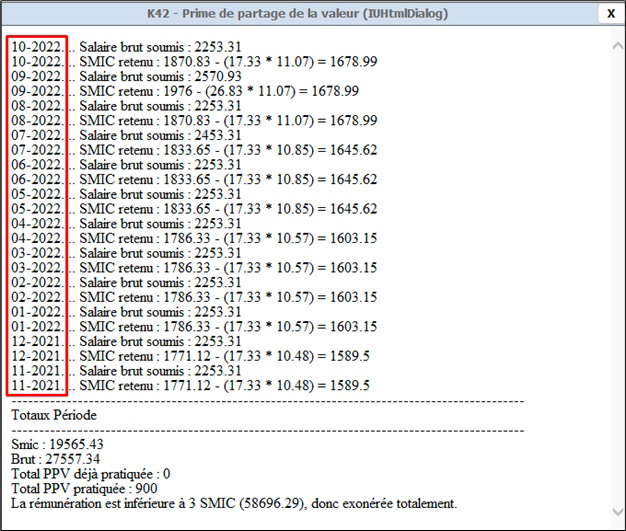 K42 - Prime de partage de la valeur (IUHtmlDialog)
X
10-2022... Salaire brut soumis : 2253.31
10-2022... SMIC retenu : 1870.83 - (17.33 * 11.07) = 1678.99
09-2022... Salaire brut soumis : 2570.93
09-2022... SMIC retenu : 1976 - (26.83 * 11.07) = 1678.99
08-2022... Salaire brut soumis : 2253.31
08-2022... SMIC retenu : 1870.83 - (17.33 * 11.07) = 1678.99
07-2022... Salaire brut soumis : 2453.31
07-2022... SMIC retenu : 1833.65 - (17.33 * 10.85) = 1645.62
06-2022... Salaire brut soumis : 2253.31
06-2022... SMIC retenu : 1833.65 - (17.33 * 10.85) = 1645.62
05-2022... Salaire brut soumis : 2253.31
05-2022... SMIC retenu : 1833.65 - (17.33 * 10.85) = 1645.62
04-2022... Salaire brut soumis : 2253.31
04-2022... SMIC retenu : 1786.33 - (17.33 * 10.57) = 1603.15
03-2022... Salaire brut soumis : 2253.31
03-2022... SMIC retenu : 1786.33 - (17.33 * 10.57) = 1603.15
02-2022... Salaire brut soumis : 2253.31
02-2022... SMIC retenu : 1786.33 - (17.33 * 10.57) = 1603.15
01-2022... Salaire brut soumis : 2253.31
01-2022... SMIC retenu : 1786.33 - (17.33 * 10.57) = 1603.15
12-2021... Salaire brut soumis : 2253.31
12-2021... SMIC retenu : 1771.12 - (17.33 * 10.48) = 1589.5
11-2021... Salaire brut soumis : 2253.31
11-2021... SMIC retenu : 1771.12 - (17.33 * 10.48) = 1589.5
Totaux Période
Smic : 19565.43
Brut : 27557.34
Total PPV déjà pratiquée : 0
Total PPV pratiquée : 900
La rémunération est inférieure à 3 SMIC (58696.29), donc exonérée totalement.